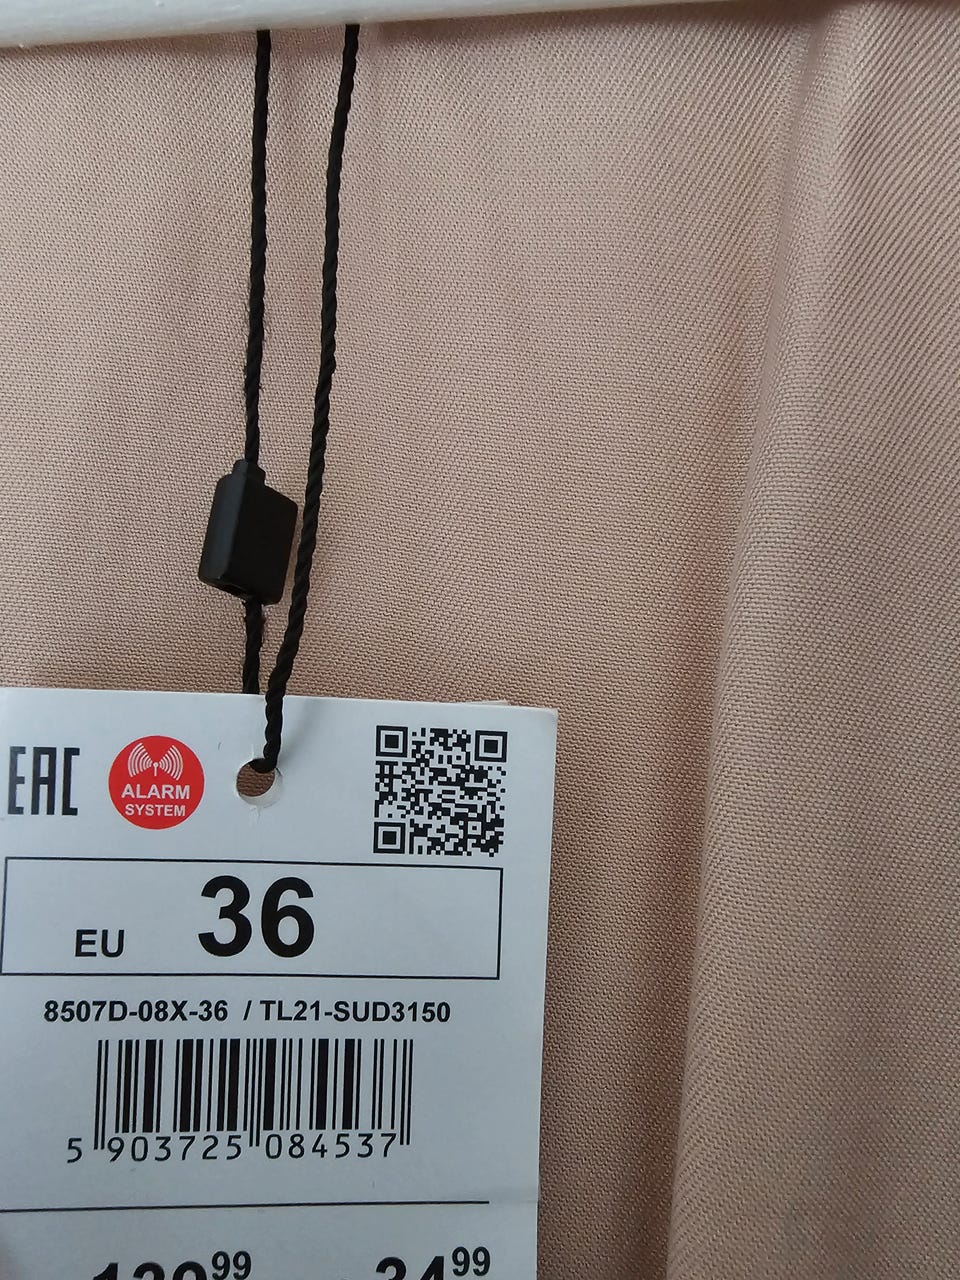 EAC
ALARM
SYSTEM
EU 36
8507D-08X-36 / TL21-SUD3150
5 903725 084537